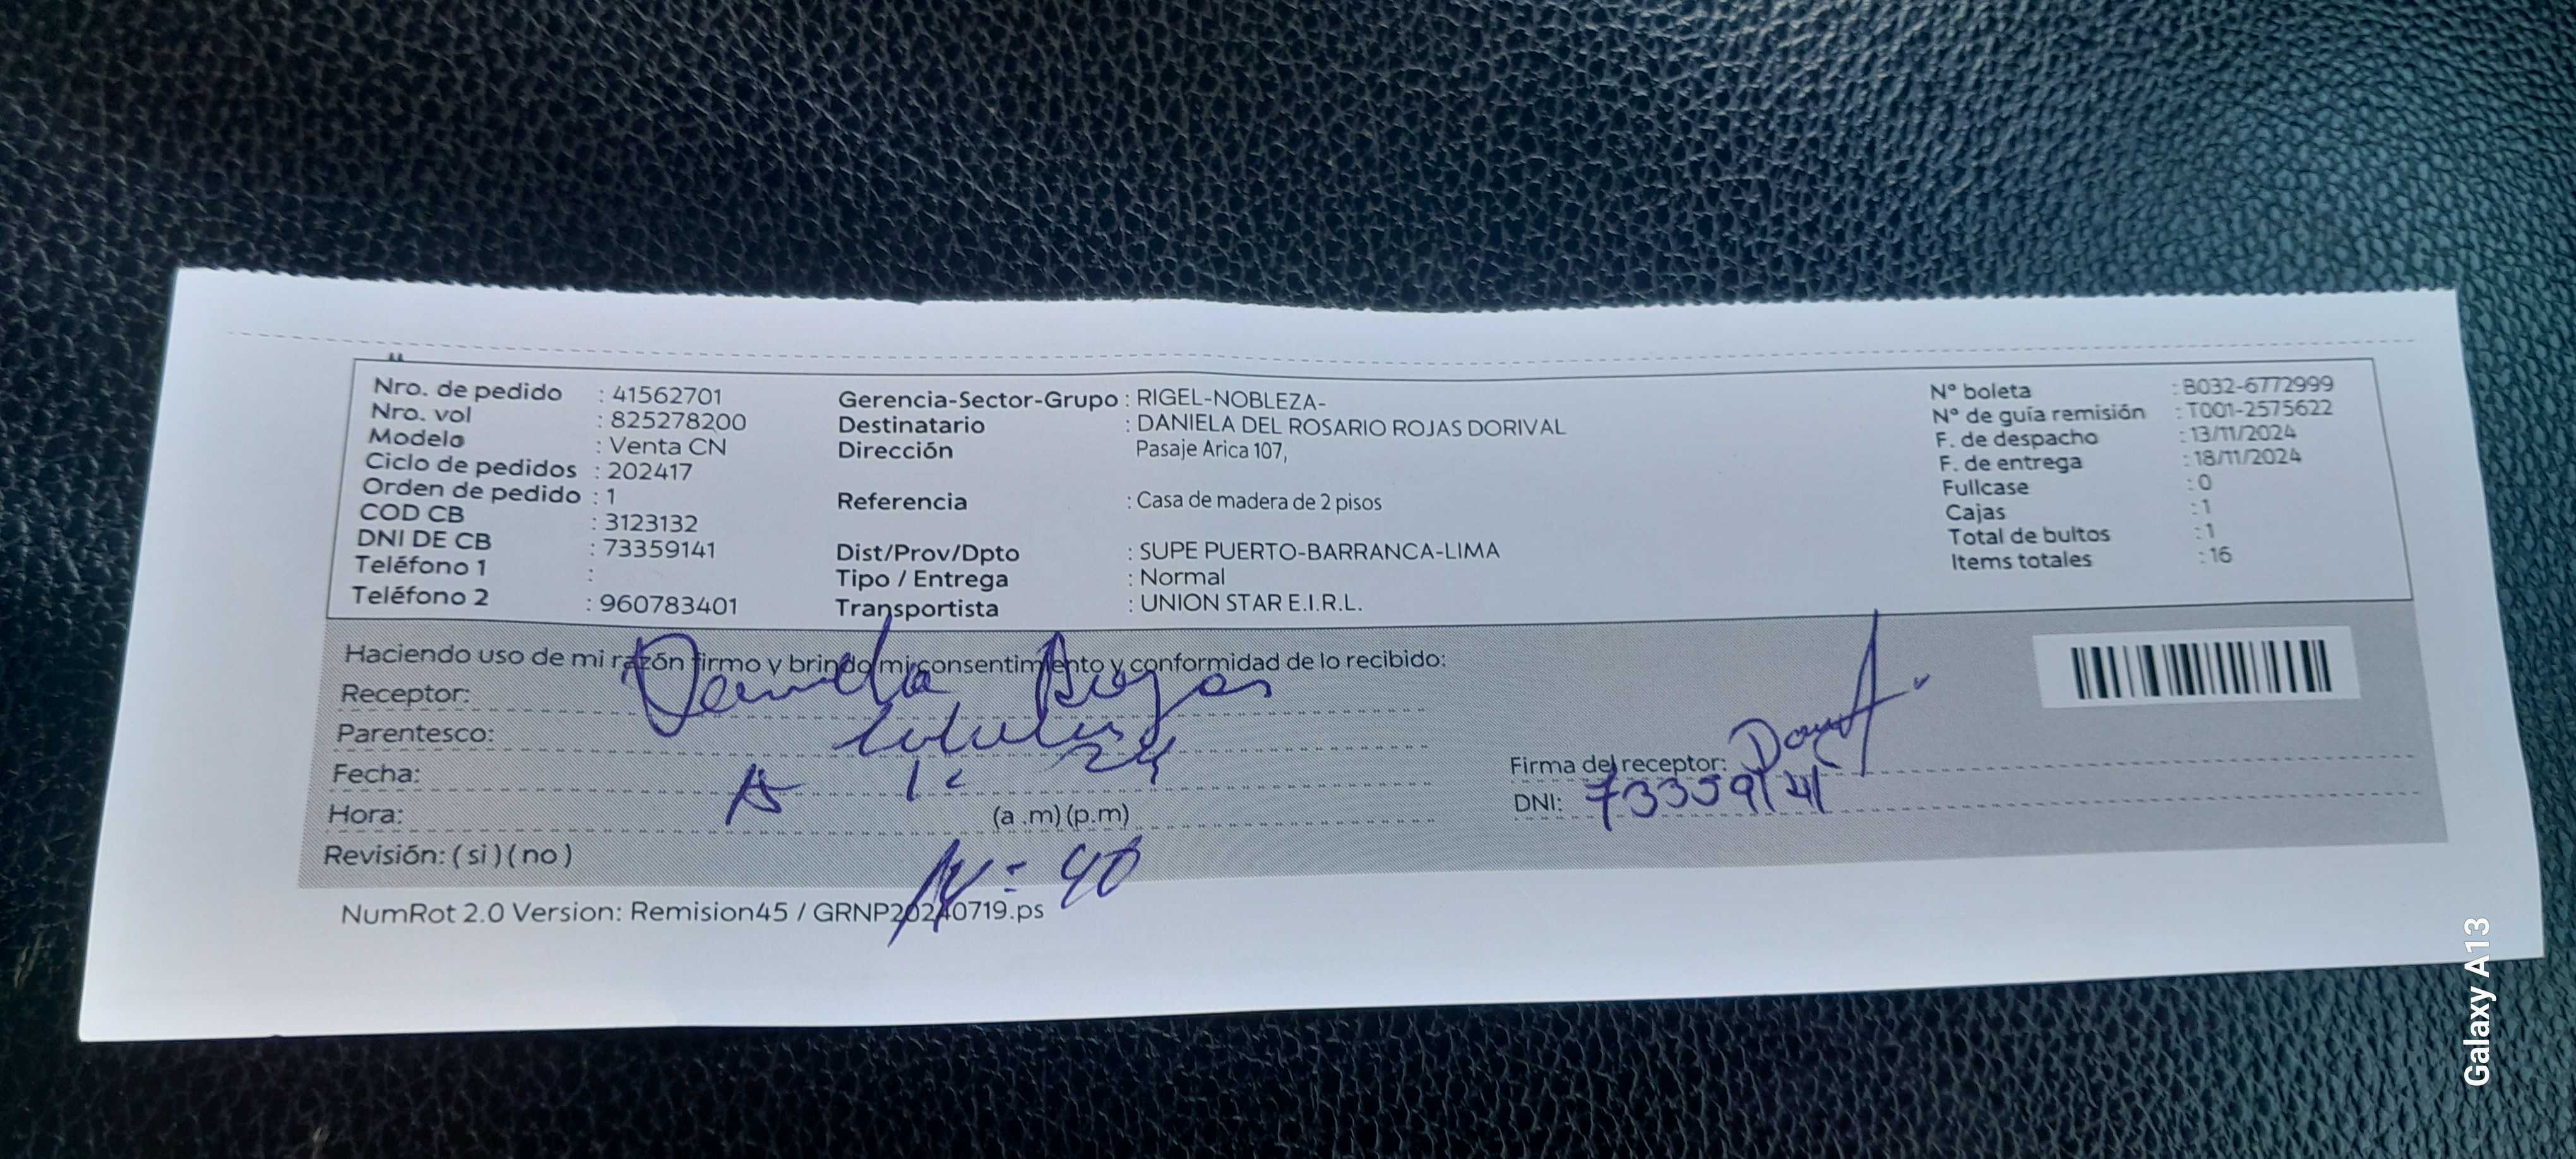 Nro. de pedido : 41562701
Nro. vol : 825278200
Modelo : Venta CN
Ciclo de pedidos : 202417
Orden de pedido : 1
COD CB : 3123132
DNI DE CB : 73359141
Teléfono 1 :
Teléfono 2 : 960783401
Gerencia-Sector-Grupo : RIGEL-NOBLEZA-
Destinatario : DANIELA DEL ROSARIO ROJAS DORIVAL
Dirección Pasaje Arica 107,
Referencia : Casa de madera de 2 pisos
Dist/Prov/Dpto : SUPE PUERTO-BARRANCA-LIMA
Tipo / Entrega : Normal
Transportista : UNION STAR E.I.R.L.
N° boleta : B032-6772999
N° de guía remisión : T001-2575622
F. de despacho : 13/11/2024
F. de entrega : 18/11/2024
Fullcase : 0
Cajas : 1
Total de bultos : 1
Items totales : 16
Haciendo uso de mi razón firmo y brindo mi consentimiento y conformidad de lo recibido:
Receptor: Daniela Rojas
Parentesco:
Fecha: 24
Hora: (a .m) (p.m)
Revisión: ( si ) ( no )
Firma del receptor:
DNI: 73359141
NumRot 2.0 Version: Remision45 / GRNP20240719.ps
Galaxy A13